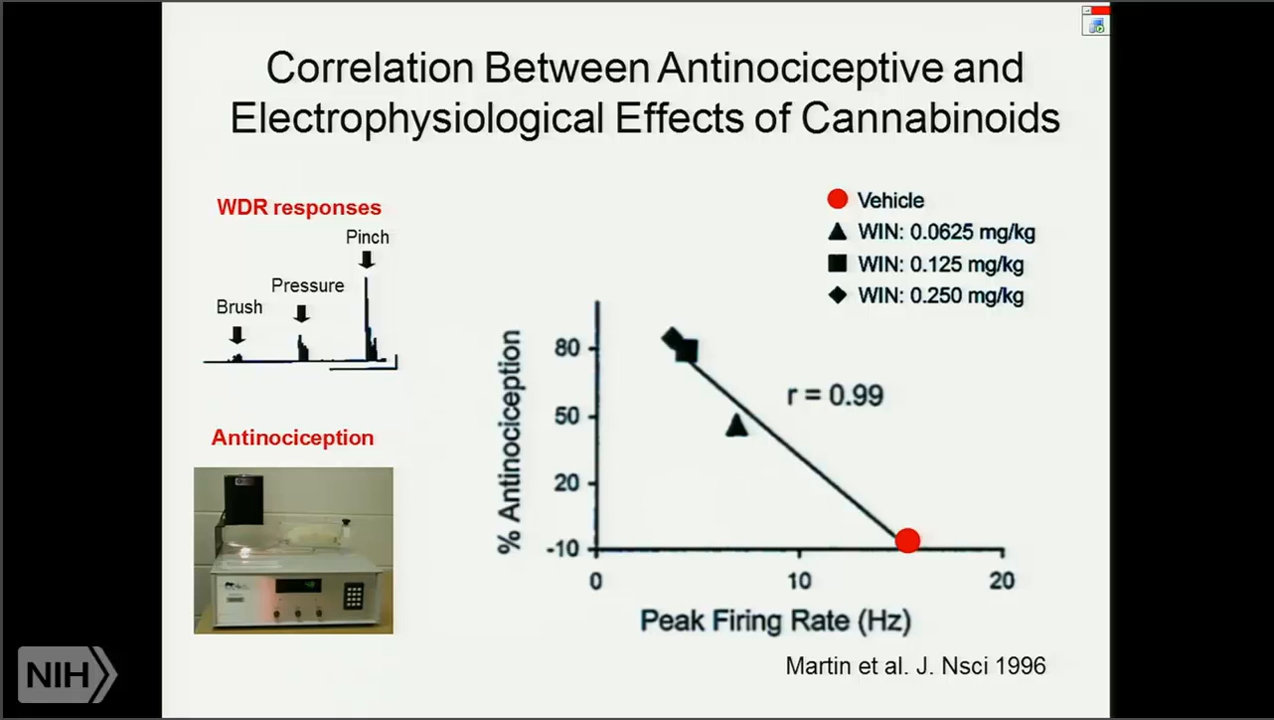 Correlation Between Antinociceptive and
Electrophysiological Effects of Cannabinoids
WDR responses
Pinch
Pressure
Brush
Antinociception
Vehicle
WIN: 0.0625 mg/kg
WIN: 0.125 mg/kg
WIN: 0.250 mg/kg
% Antinociception
80
50
20
-10
r = 0.99
0
10
20
Peak Firing Rate (Hz)
Martin et al. J. Nsci 1996
NIH